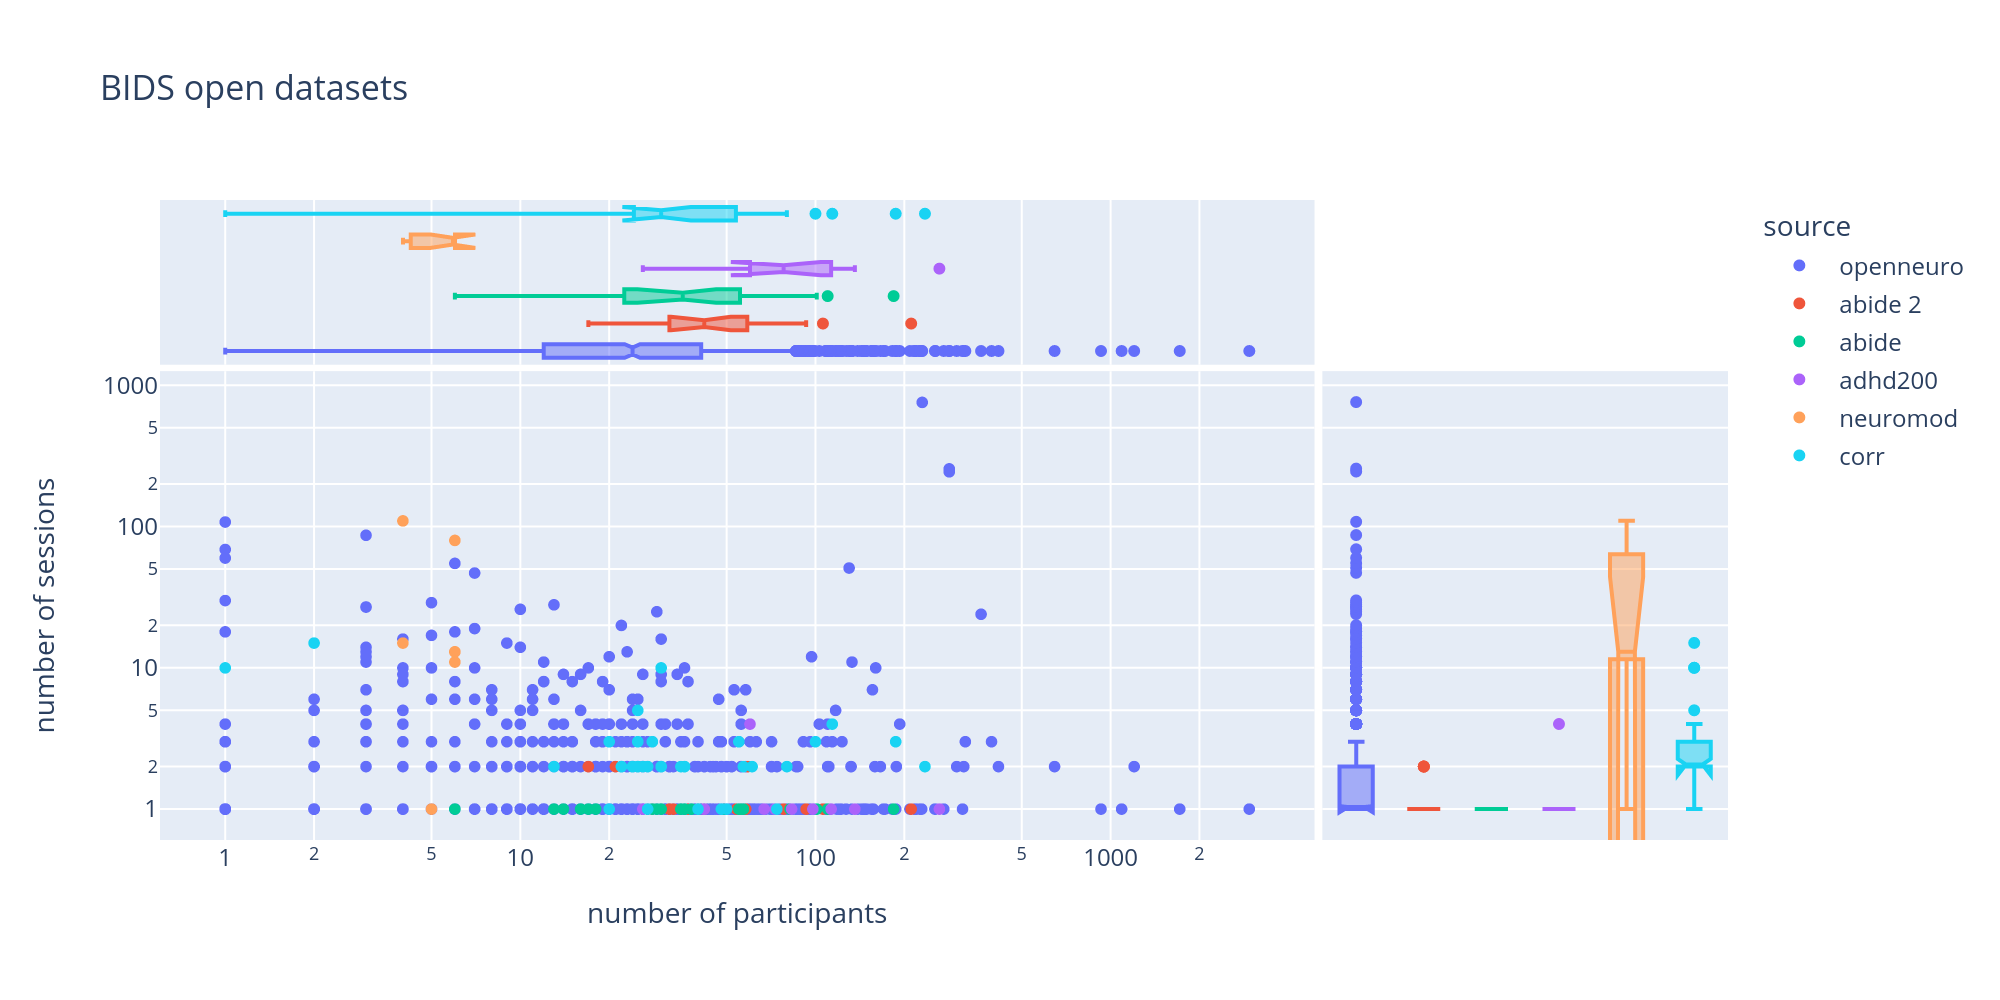 BIDS open datasets
source
openneuro
abide 2
abide
adhd200
neuromod
corr
1000
5
2
100
5
2
10
5
2
1
number of sessions
1 2 5 10 2 5 100 2 5 1000 2
number of participants